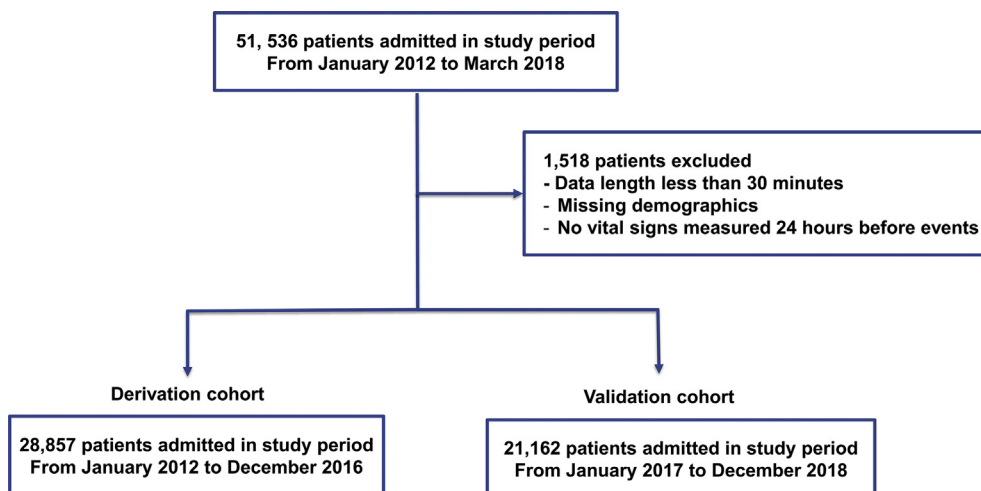 51, 536 patients admitted in study period
From January 2012 to March 2018
1,518 patients excluded
- Data length less than 30 minutes
- Missing demographics
- No vital signs measured 24 hours before events
Derivation cohort
28,857 patients admitted in study period
From January 2012 to December 2016
Validation cohort
21,162 patients admitted in study period
From January 2017 to December 2018